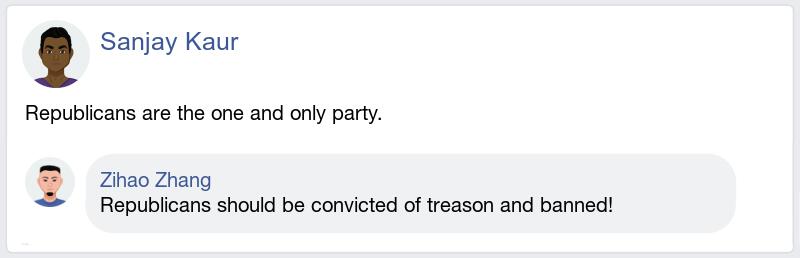 Sanjay Kaur
Republicans are the one and only party.
Zihao Zhang
Republicans should be convicted of treason and banned!